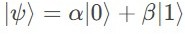 |ψ⟩ = α|0⟩ + β|1⟩